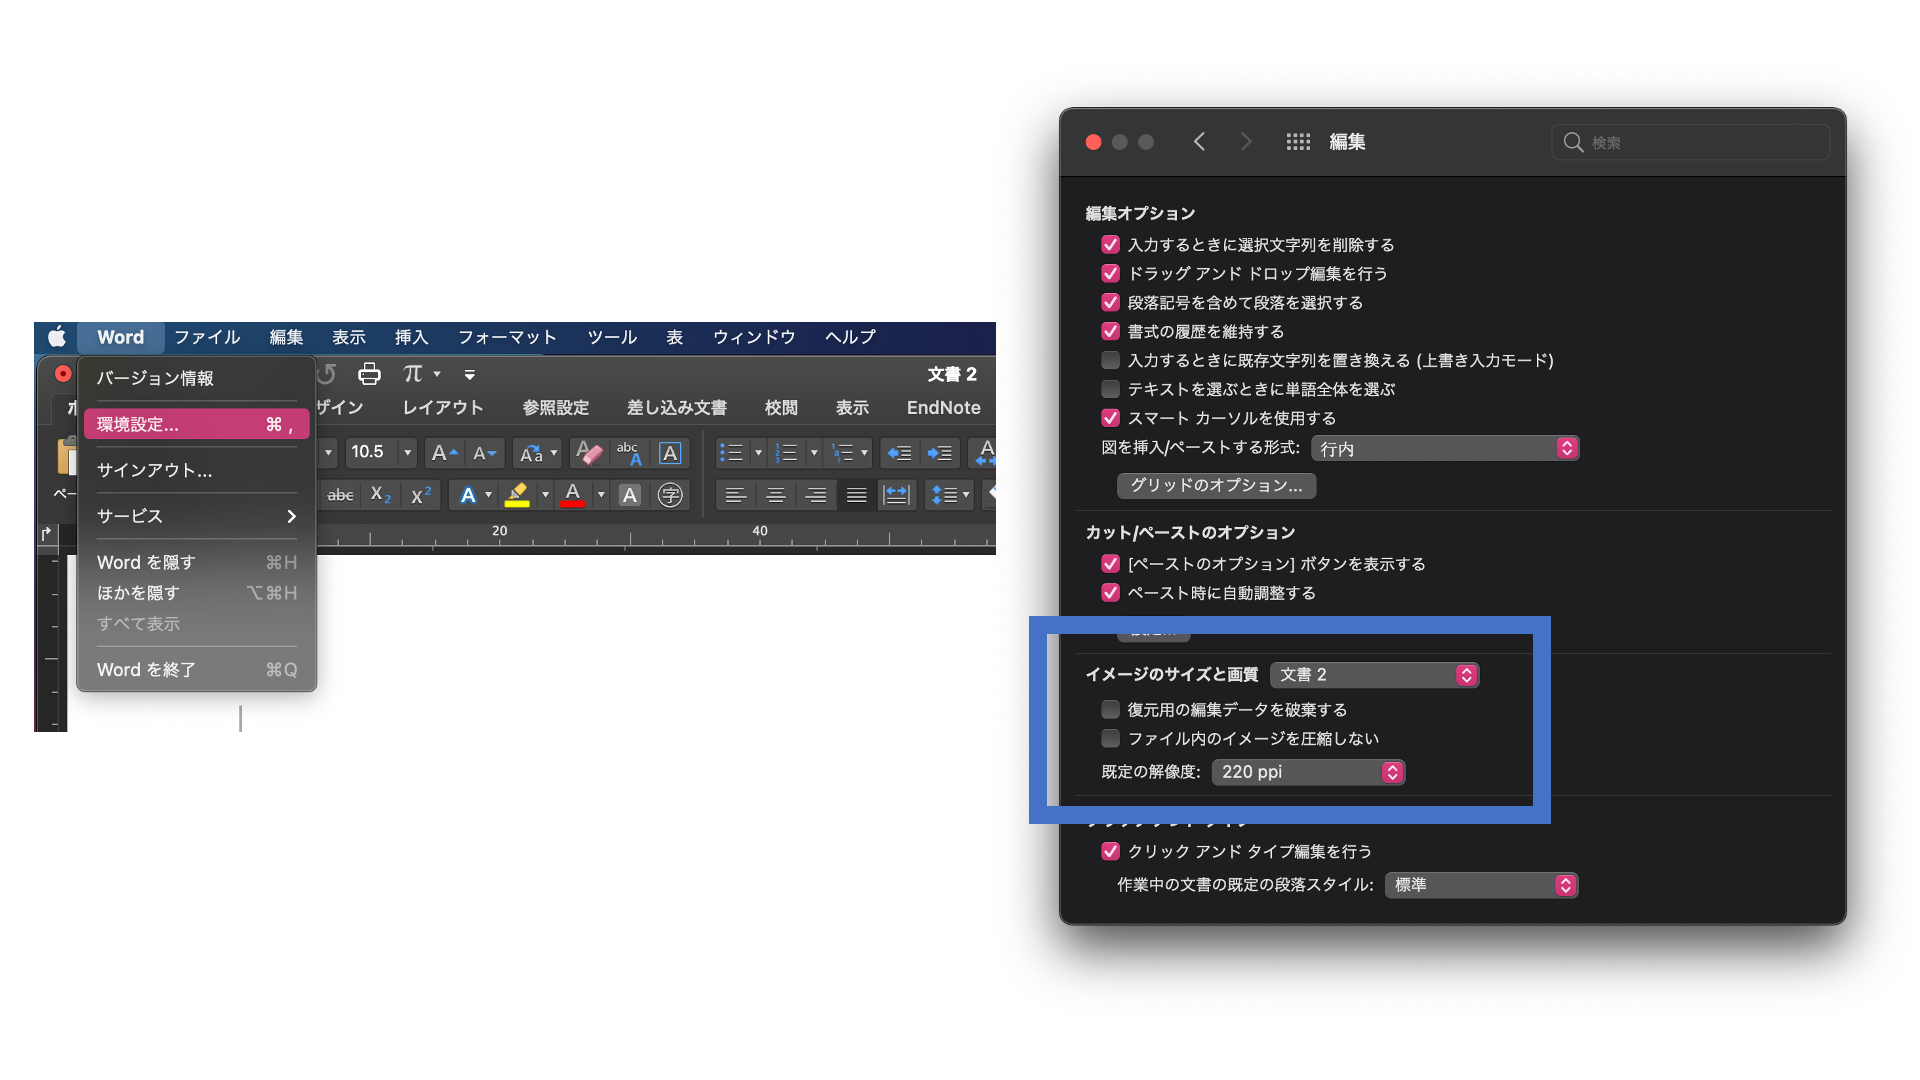 Word ファイル 編集 表示 挿入 フォーマット ツール 表 ウィンドウ ヘルプ
文書 2
ザイン レイアウト 参照設定 差し込み文書 校閲 表示 EndNote
10.5
20 40
バージョン情報
環境設定... ⌘ ,
サインアウト...
サービス
Word を隠す ⌘H
ほかを隠す ⌥⌘H
すべて表示
Word を終了 ⌘Q
編集
検索
編集オプション
入力するときに選択文字列を削除する
ドラッグ アンド ドロップ編集を行う
段落記号を含めて段落を選択する
書式の履歴を維持する
入力するときに既存文字列を置き換える (上書き入力モード)
テキストを選ぶときに単語全体を選ぶ
スマート カーソルを使用する
図を挿入/ペーストする形式: 行内
グリッドのオプション...
カット/ペーストのオプション
[ペーストのオプション] ボタンを表示する
ペースト時に自動調整する
イメージのサイズと画質 文書 2
復元用の編集データを破棄する
ファイル内のイメージを圧縮しない
既定の解像度: 220 ppi
クリック アンド タイプ編集を行う
作業中の文書の既定の段落スタイル: 標準